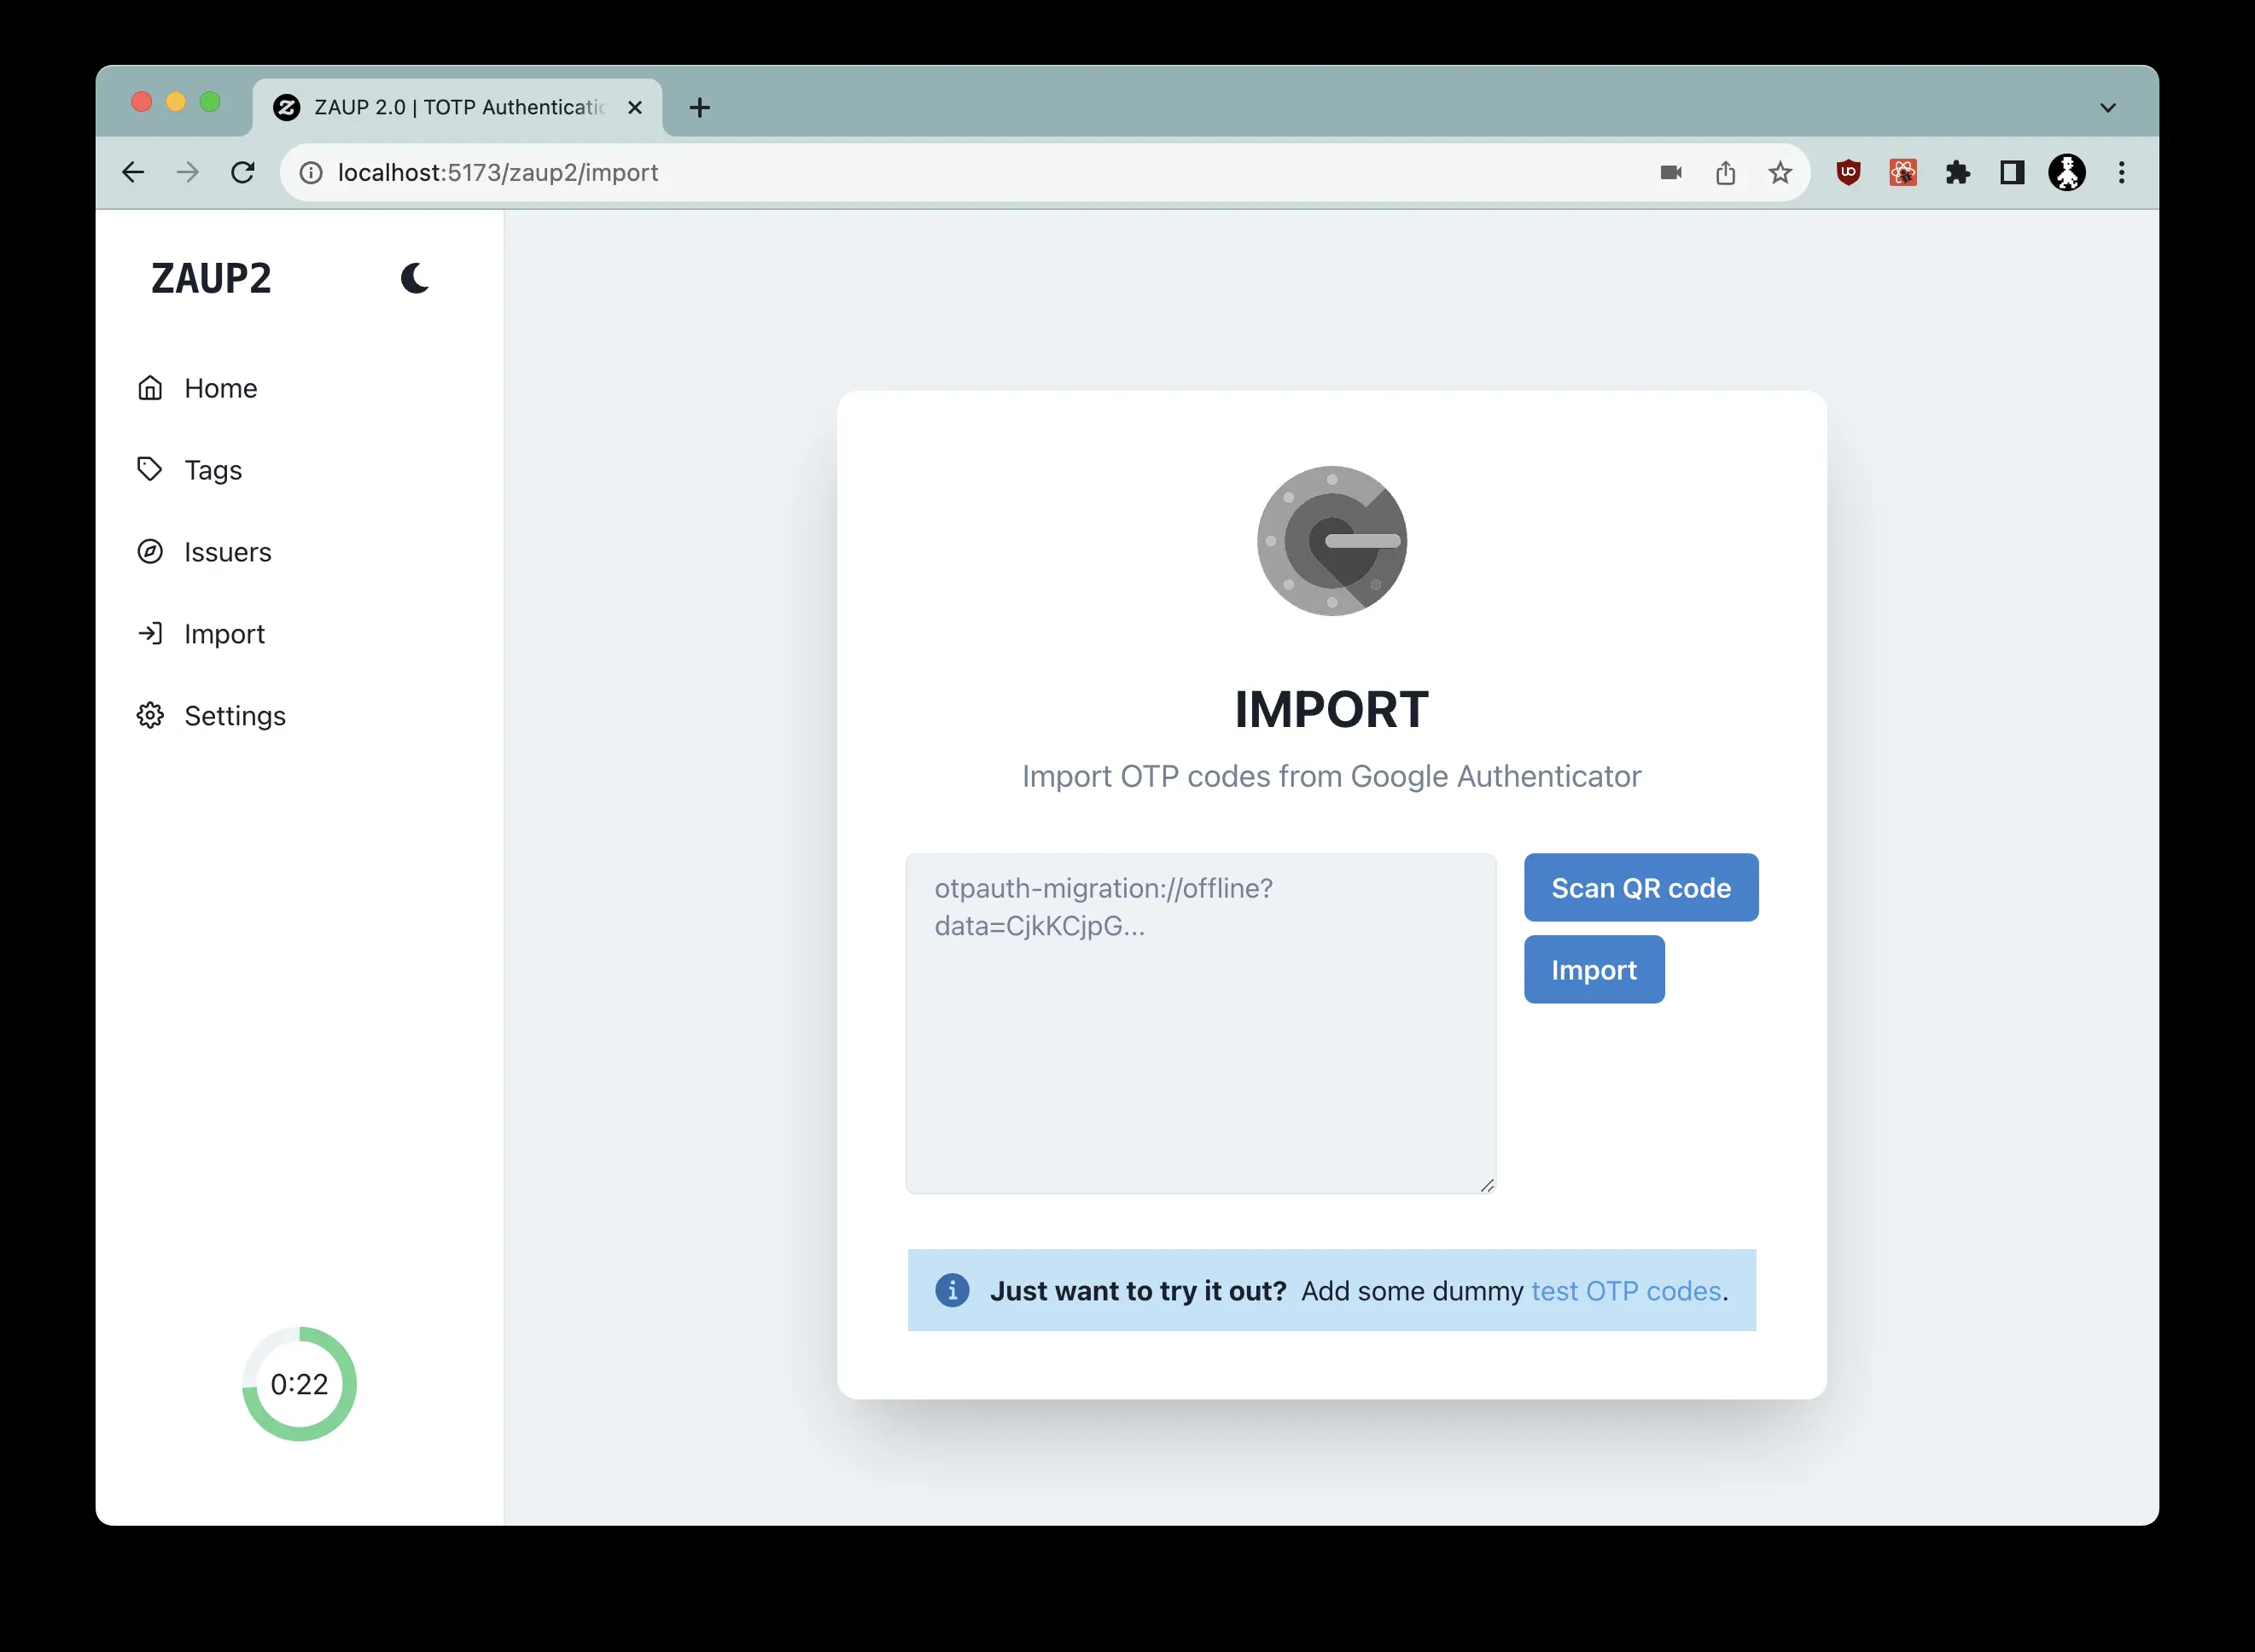 ZAUP 2.0 | TOTP Authenticatic
localhost:5173/zaup2/import
ZAUP2
Home
Tags
Issuers
Import
Settings
0:22
IMPORT
Import OTP codes from Google Authenticator
otpauth-migration://offline?
data=CjkKCjpG...
Scan QR code
Import
Just want to try it out? Add some dummy test OTP codes.